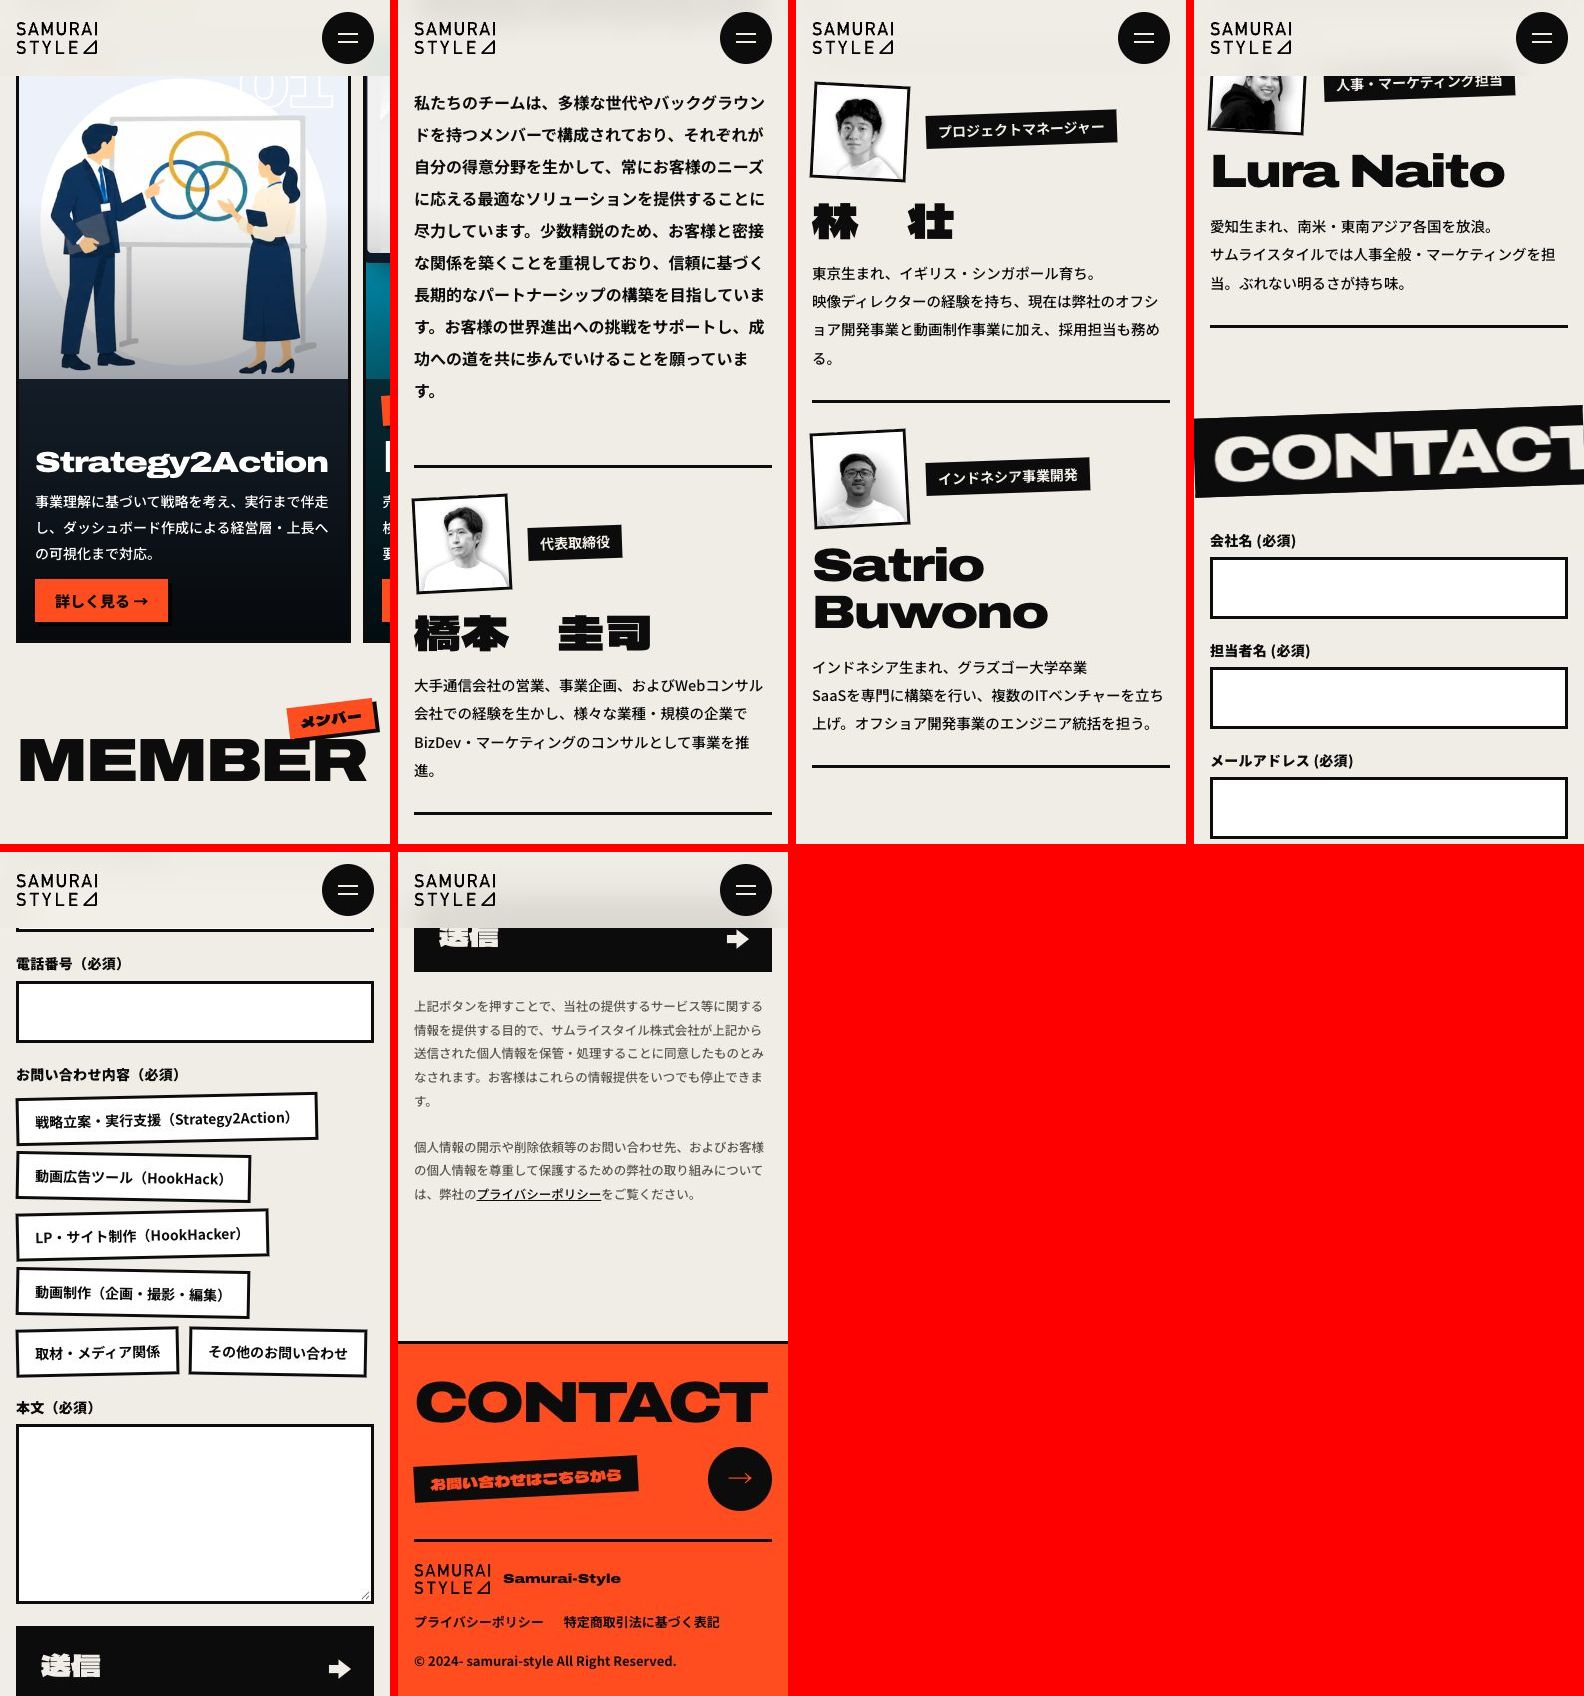 SAMURAI
STYLE
01
Strategy2Action
事業理解に基づいて戦略を考え、実行まで伴走
し、ダッシュボード作成による経営層・上長へ
の可視化まで対応。
詳しく見る →
メンバー
MEMBER
SAMURAI
STYLE
私たちのチームは、多様な世代やバックグラウン
ドを持つメンバーで構成されており、それぞれが
自分の得意分野を生かして、常にお客様のニーズ
に応える最適なソリューションを提供することに
尽力しています。少数精鋭のため、お客様と密接
な関係を築くことを重視しており、信頼に基づく
長期的なパートナーシップの構築を目指していま
す。お客様の世界進出への挑戦をサポートし、成
功への道を共に歩んでいけることを願っていま
す。
代表取締役
橋本　圭司
大手通信会社の営業、事業企画、およびWebコンサル
会社での経験を生かし、様々な業種・規模の企業で
BizDev・マーケティングのコンサルとして事業を推
進。
SAMURAI
STYLE
プロジェクトマネージャー
林　壮
東京生まれ、イギリス・シンガポール育ち。
映像ディレクターの経験を持ち、現在は弊社のオフシ
ョア開発事業と動画制作事業に加え、採用担当も務め
る。
インドネシア事業開発
Satrio
Buwono
インドネシア生まれ、グラズゴー大学卒業
SaaSを専門に構築を行い、複数のITベンチャーを立ち
上げ。オフショア開発事業のエンジニア統括を担う。
SAMURAI
STYLE
人事・マーケティング担当
Lura Naito
愛知生まれ、南米・東南アジア各国を放浪。
サムライスタイルでは人事全般・マーケティングを担
当。ぶれない明るさが持ち味。
CONTACT
会社名 (必須)
担当者名 (必須)
メールアドレス (必須)
SAMURAI
STYLE
電話番号（必須）
お問い合わせ内容（必須）
戦略立案・実行支援（Strategy2Action）
動画広告ツール（HookHack）
LP・サイト制作（HookHacker）
動画制作（企画・撮影・編集）
取材・メディア関係
その他のお問い合わせ
本文（必須）
送信
SAMURAI
STYLE
送信
上記ボタンを押すことで、当社の提供するサービス等に関する
情報を提供する目的で、サムライスタイル株式会社が上記から
送信された個人情報を保管・処理することに同意したものとみ
なされます。お客様はこれらの情報提供をいつでも停止できま
す。
個人情報の開示や削除依頼等のお問い合わせ先、およびお客様
の個人情報を尊重して保護するための弊社の取り組みについて
は、弊社のプライバシーポリシーをご覧ください。
CONTACT
お問い合わせはこちらから
SAMURAI
STYLE
Samurai-Style
プライバシーポリシー
特定商取引法に基づく表記
© 2024- samurai-style All Right Reserved.